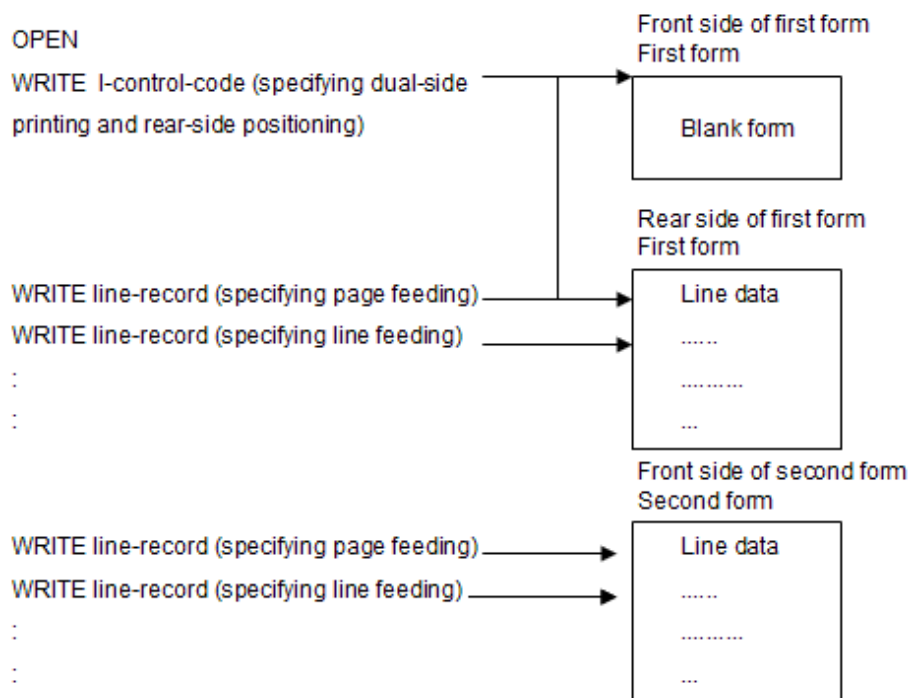 OPEN
WRITE I-control-code (specifying dual-side
printing and rear-side positioning)
Front side of first form
First form
Blank form
Rear side of first form
First form
WRITE line-record (specifying page feeding)
WRITE line-record (specifying line feeding)
:
:
Line data
......
..........
...
Front side of second form
Second form
WRITE line-record (specifying page feeding)
WRITE line-record (specifying line feeding)
:
:
Line data
......
..........
...